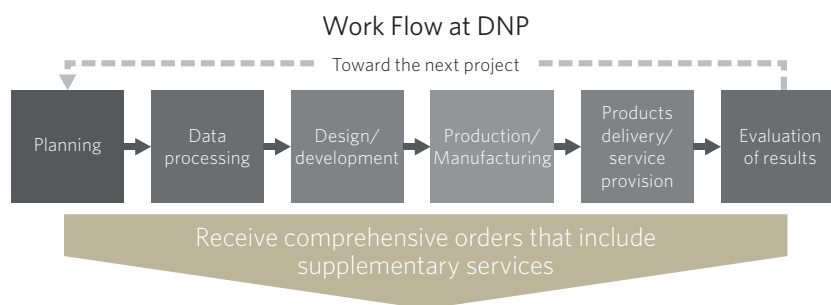 Work Flow at DNP
Toward the next project
Planning
Data
processing
Design/
development
Production/
Manufacturing
Products
delivery/
service
provision
Evaluation
of results
Receive comprehensive orders that include
supplementary services